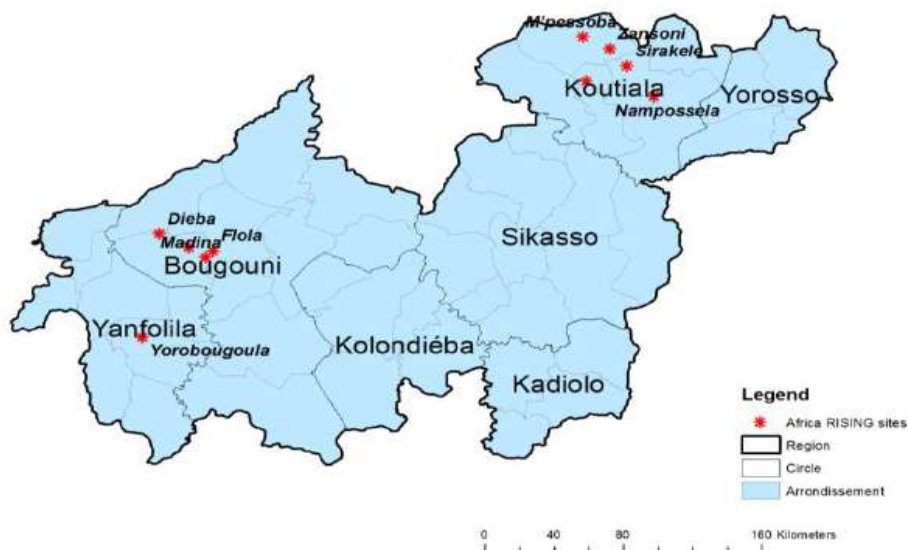 M'pessoba
Zansoni
Sirakele
Koutiala
Yorosso
Nampossela
Dieba
Madina Flola
Bougouni
Sikasso
Yanfolila
Yorobougoula
Kolondiéba
Kadiolo
Legend
Africa RISING sites
Region
Circle
Arrondissement
0 40 80 160 Kilometers